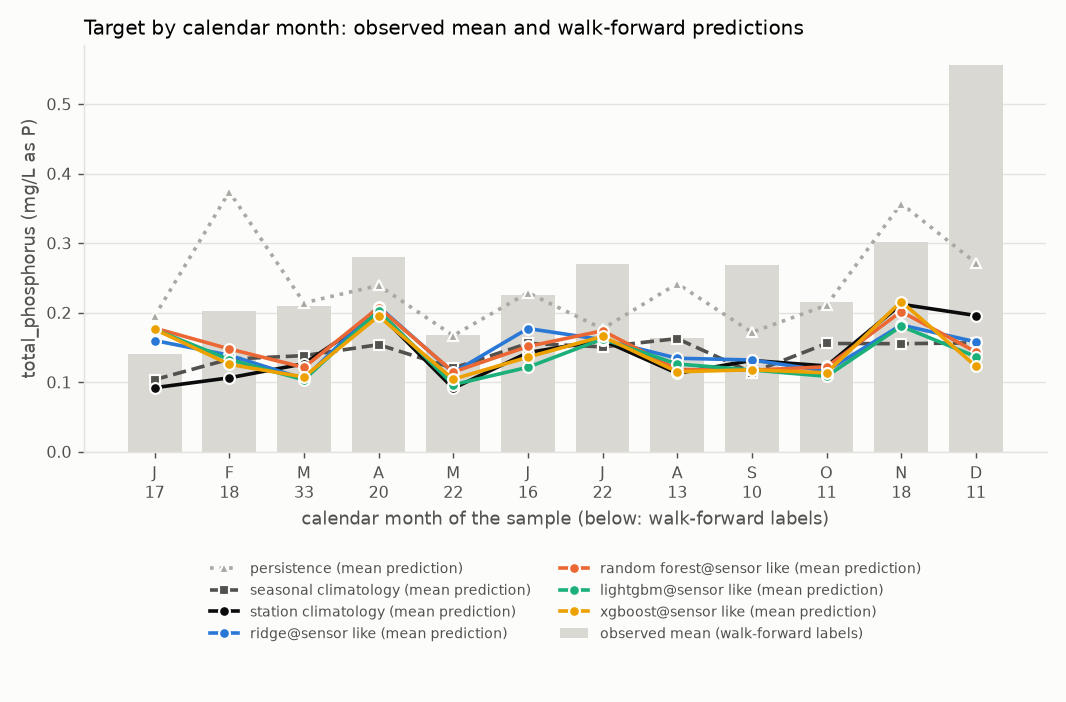 Target by calendar month: observed mean and walk-forward predictions
total_phosphorus (mg/L as P)
0.5
0.4
0.3
0.2
0.1
0.0
J F M A M J J A S O N D
17 18 33 20 22 16 22 13 10 11 18 11
calendar month of the sample (below: walk-forward labels)
persistence (mean prediction)
seasonal climatology (mean prediction)
station climatology (mean prediction)
ridge@sensor like (mean prediction)
random forest@sensor like (mean prediction)
lightgbm@sensor like (mean prediction)
xgboost@sensor like (mean prediction)
observed mean (walk-forward labels)